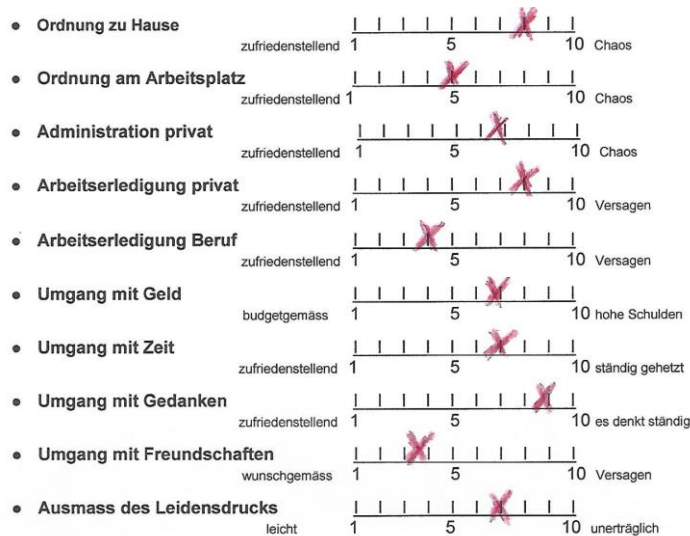 • Ordnung zu Hause
zufriedenstellend 1 5 10 Chaos
• Ordnung am Arbeitsplatz
zufriedenstellend 1 5 10 Chaos
• Administration privat
zufriedenstellend 1 5 10 Chaos
• Arbeitserledigung privat
zufriedenstellend 1 5 10 Versagen
• Arbeitserledigung Beruf
zufriedenstellend 1 5 10 Versagen
• Umgang mit Geld
budgetgemäss 1 5 10 hohe Schulden
• Umgang mit Zeit
zufriedenstellend 1 5 10 ständig gehetzt
• Umgang mit Gedanken
zufriedenstellend 1 5 10 es denkt ständig
• Umgang mit Freundschaften
wunschgemäss 1 5 10 Versagen
• Ausmass des Leidensdrucks
leicht 1 5 10 unerträglich